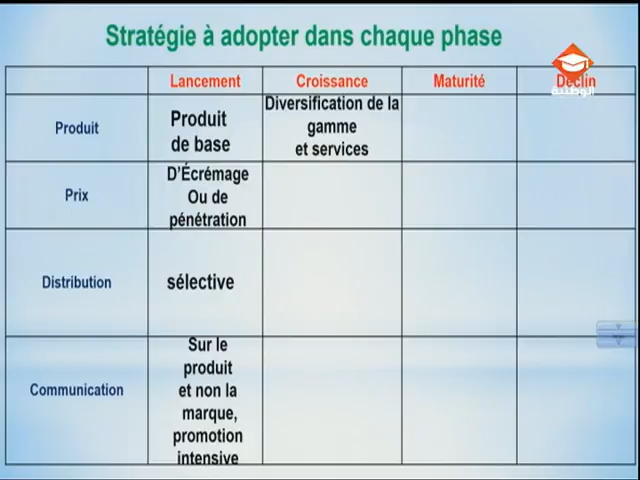 Stratégie à adopter dans chaque phase
Lancement Croissance Maturité Déclin
Produit
Produit
de base
Diversification de la
gamme
et services
Prix
D'Écrémage
Ou de
pénétration
Distribution
sélective
Communication
Sur le
produit
et non la
marque,
promotion
intensive
الوطنية